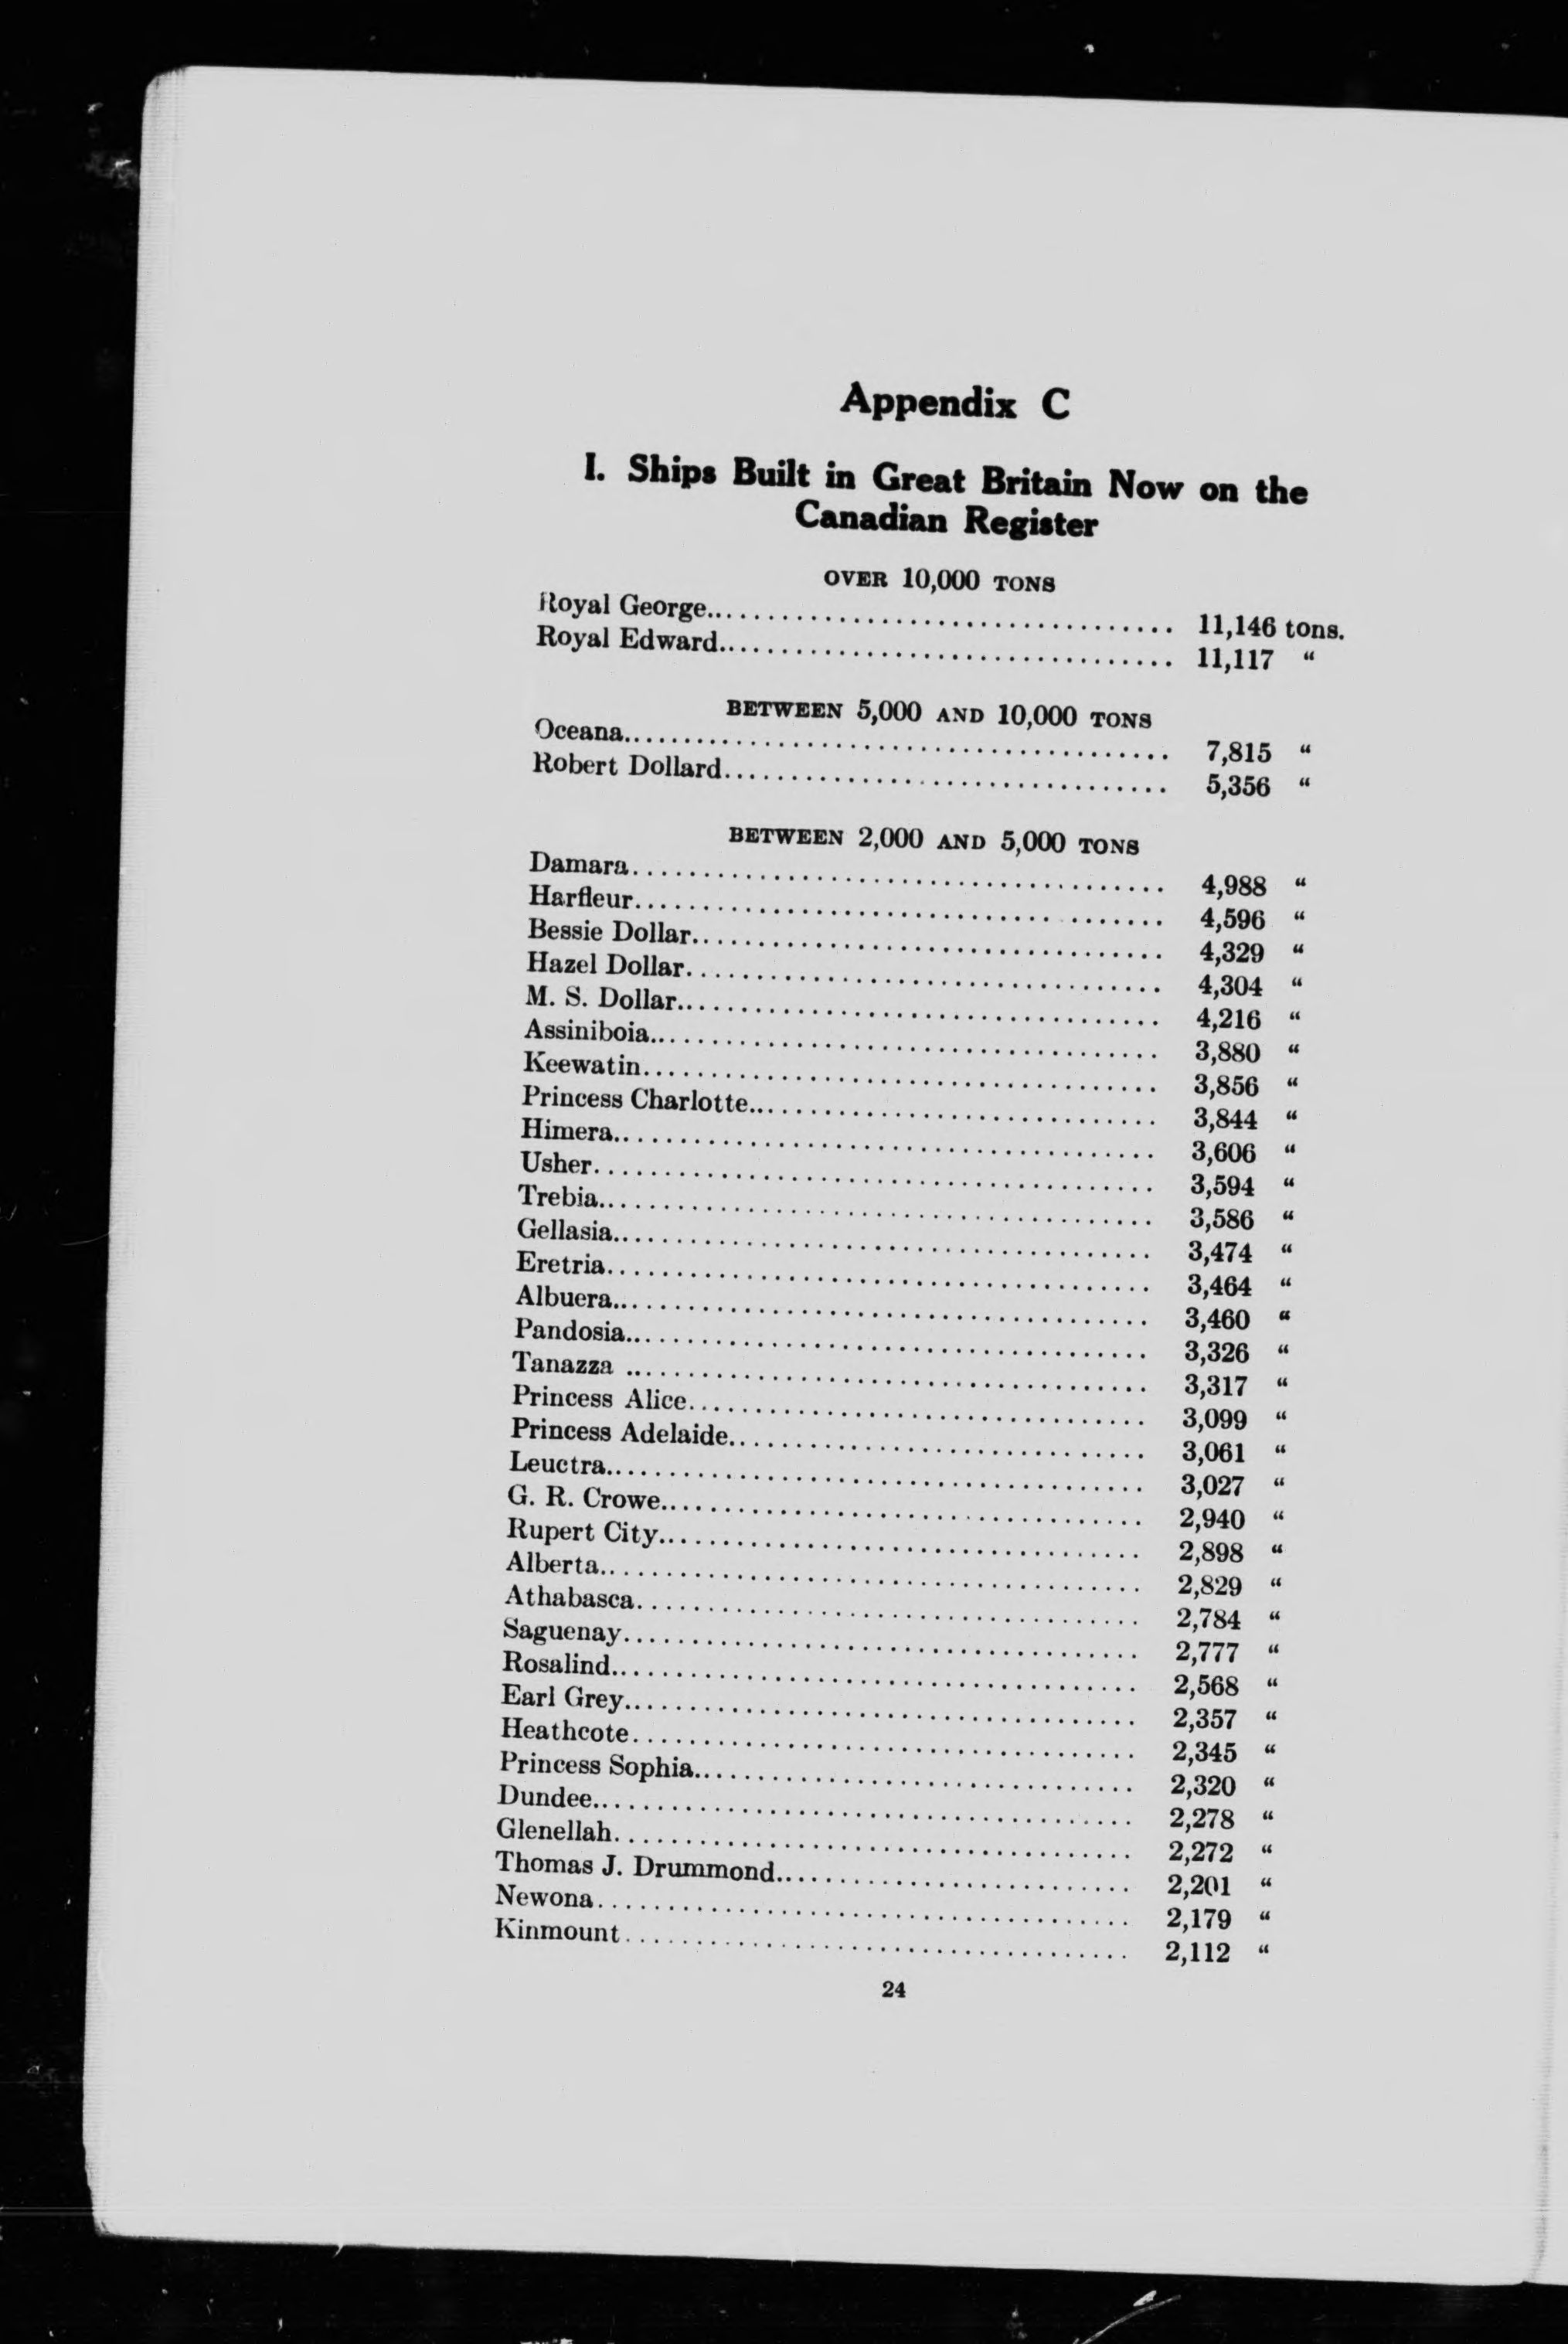 Appendix C
I. Ships Built in Great Britain Now on the
Canadian Register
OVER 10,000 TONS
Royal George.................................... 11,146 tons.
Royal Edward.................................... 11,117 "
BETWEEN 5,000 AND 10,000 TONS
Oceana.................................... 7,815 "
Robert Dollard.................................... 5,356 "
BETWEEN 2,000 AND 5,000 TONS
Damara.................................... 4,988 "
Harfleur.................................... 4,596 "
Bessie Dollar.................................... 4,329 "
Hazel Dollar.................................... 4,304 "
M. S. Dollar.................................... 4,216 "
Assiniboia.................................... 3,880 "
Keewatin.................................... 3,856 "
Princess Charlotte.................................... 3,844 "
Himera.................................... 3,606 "
Usher.................................... 3,594 "
Trebia.................................... 3,586 "
Gellasia.................................... 3,474 "
Eretria.................................... 3,464 "
Albuera.................................... 3,460 "
Pandosia.................................... 3,326 "
Tanazza .................................... 3,317 "
Princess Alice.................................... 3,099 "
Princess Adelaide.................................... 3,061 "
Leuctra.................................... 3,027 "
G. R. Crowe.................................... 2,940 "
Rupert City.................................... 2,898 "
Alberta.................................... 2,829 "
Athabasca.................................... 2,784 "
Saguenay.................................... 2,777 "
Rosalind.................................... 2,568 "
Earl Grey.................................... 2,357 "
Heathcote.................................... 2,345 "
Princess Sophia.................................... 2,320 "
Dundee.................................... 2,278 "
Glenellah.................................... 2,272 "
Thomas J. Drummond.................................... 2,201 "
Newona.................................... 2,179 "
Kinmount.................................... 2,112 "
24